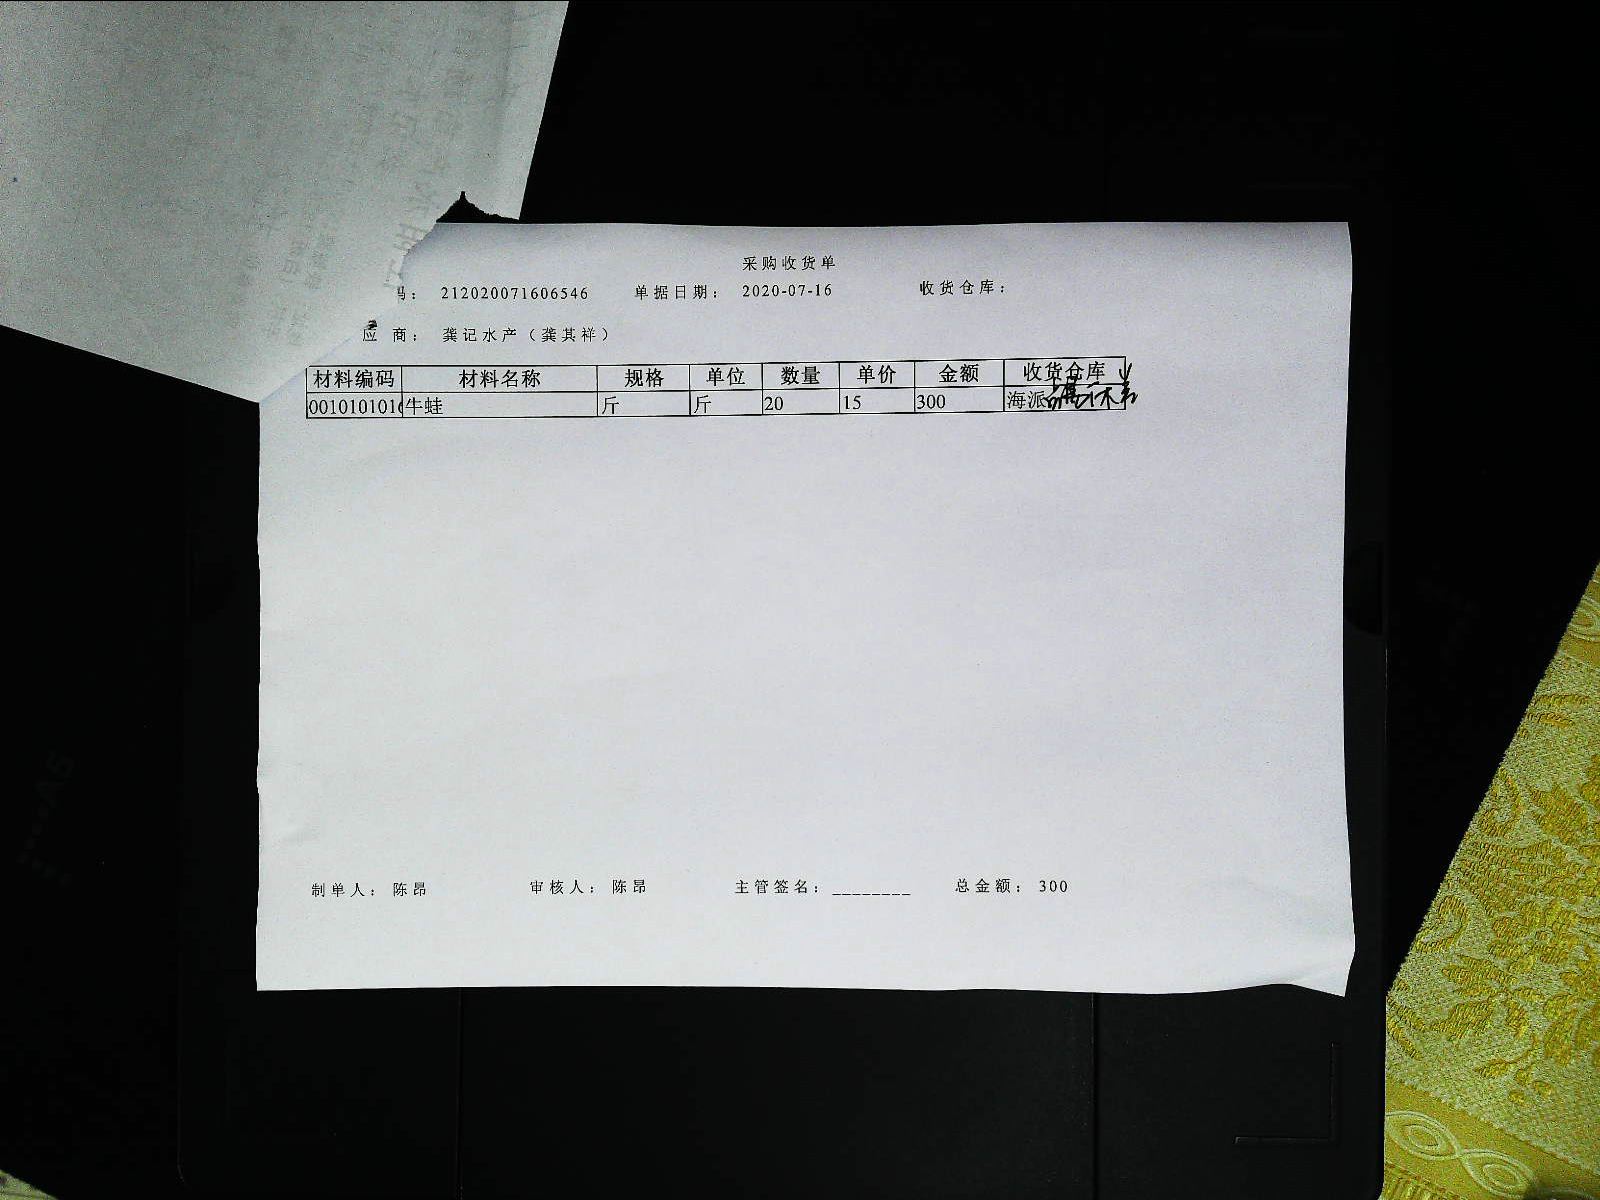 采购收货单
码： 212020071606546 单据日期： 2020-07-16 收货仓库：
应 商： 龚记水产（龚其祥）
材料编码 材料名称 规格 单位 数量 单价 金额 收货仓库
0010101016 牛蛙 斤 斤 20 15 300 海派
制单人： 陈昂 审核人： 陈昂 主管签名：________ 总金额： 300